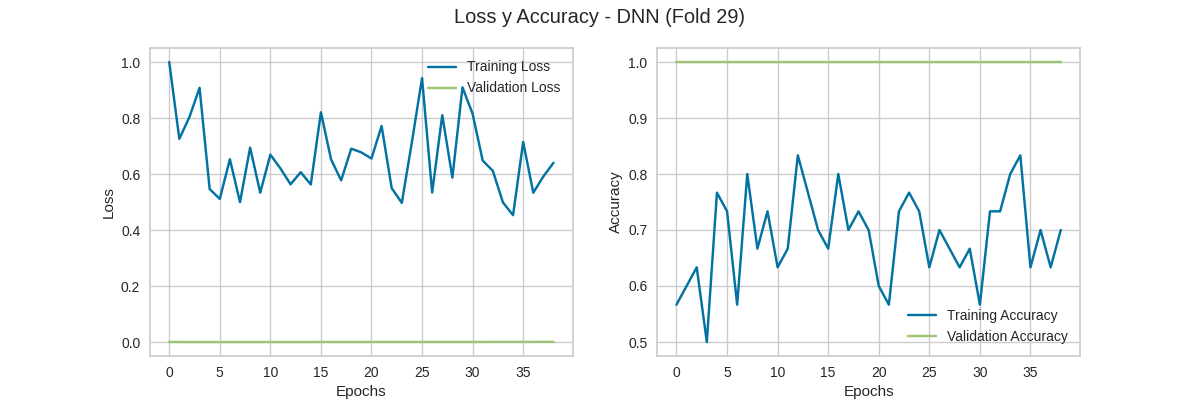 Loss y Accuracy - DNN (Fold 29)
1.0
0.8
0.6
0.4
0.2
0.0
Loss
0 5 10 15 20 25 30 35
Epochs
Training Loss
Validation Loss
1.0
0.9
0.8
0.7
0.6
0.5
Accuracy
0 5 10 15 20 25 30 35
Epochs
Training Accuracy
Validation Accuracy